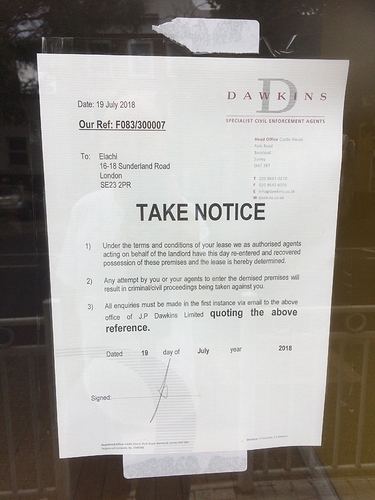 Date: 19 July 2018
D
DAWKINS
SPECIALIST CIVIL ENFORCEMENT AGENTS
Our Ref: F083/300007
Head Office
Surrey
To: Elachi
16-18 Sunderland Road
London
SE23 2PR
TAKE NOTICE
1) Under the terms and conditions of your lease we as authorised agents
acting on behalf of the landlord have this day re-entered and recovered
possession of these premises and the lease is hereby determined.
2) Any attempt by you or your agents to enter the demised premises will
result in criminal/civil proceedings being taken against you.
3) All enquiries must be made in the first instance via email to the above
office of J.P Dawkins Limited quoting the above
reference.
Dated 19 day of July year 2018
Signed: